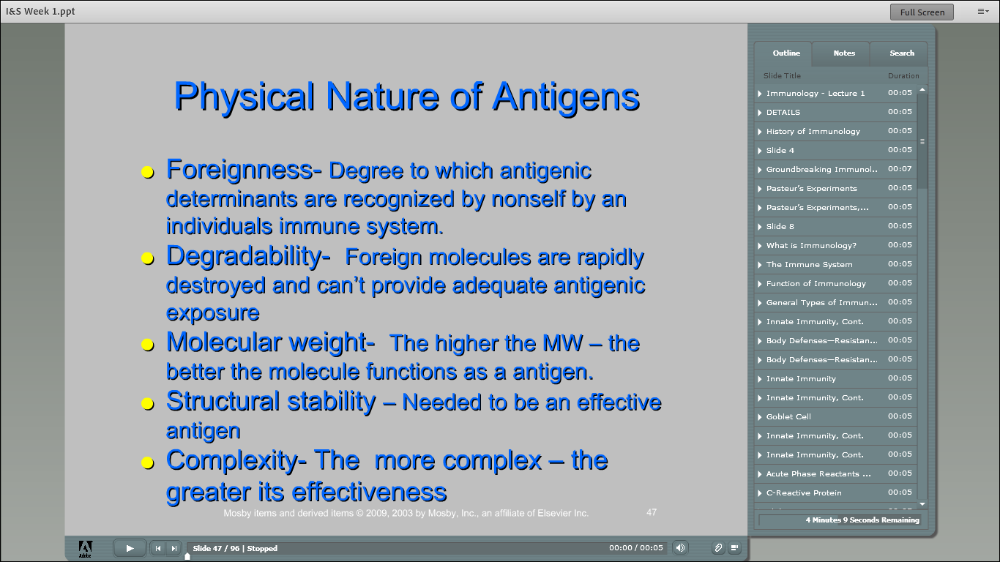 I&S Week 1.ppt
Full Screen
Physical Nature of Antigens
Foreignness- Degree to which antigenic
determinants are recognized by nonself by an
individuals immune system.
Degradability- Foreign molecules are rapidly
destroyed and can't provide adequate antigenic
exposure
Molecular weight- The higher the MW – the
better the molecule functions as a antigen.
Structural stability – Needed to be an effective
antigen
Complexity- The more complex – the
greater its effectiveness
Mosby items and derived items © 2009, 2003 by Mosby, Inc., an affiliate of Elsevier Inc. 47
Outline Notes Search
Slide Title Duration
Immunology - Lecture 1 00:05
DETAILS 00:05
History of Immunology 00:05
Slide 4 00:05
Groundbreaking Immunol.. 00:07
Pasteur's Experiments 00:05
Pasteur's Experiments,... 00:05
Slide 8 00:05
What is Immunology? 00:05
The Immune System 00:05
Function of Immunology 00:05
General Types of Immun... 00:05
Innate Immunity, Cont. 00:05
Body Defenses—Resistan... 00:05
Body Defenses—Resistan... 00:05
Innate Immunity 00:05
Innate Immunity, Cont. 00:05
Goblet Cell 00:05
Innate Immunity, Cont. 00:05
Innate Immunity, Cont. 00:05
Acute Phase Reactants ... 00:05
C-Reactive Protein 00:05
4 Minutes 9 Seconds Remaining
Adobe
Slide 47 / 96 | Stopped 00:00 / 00:05